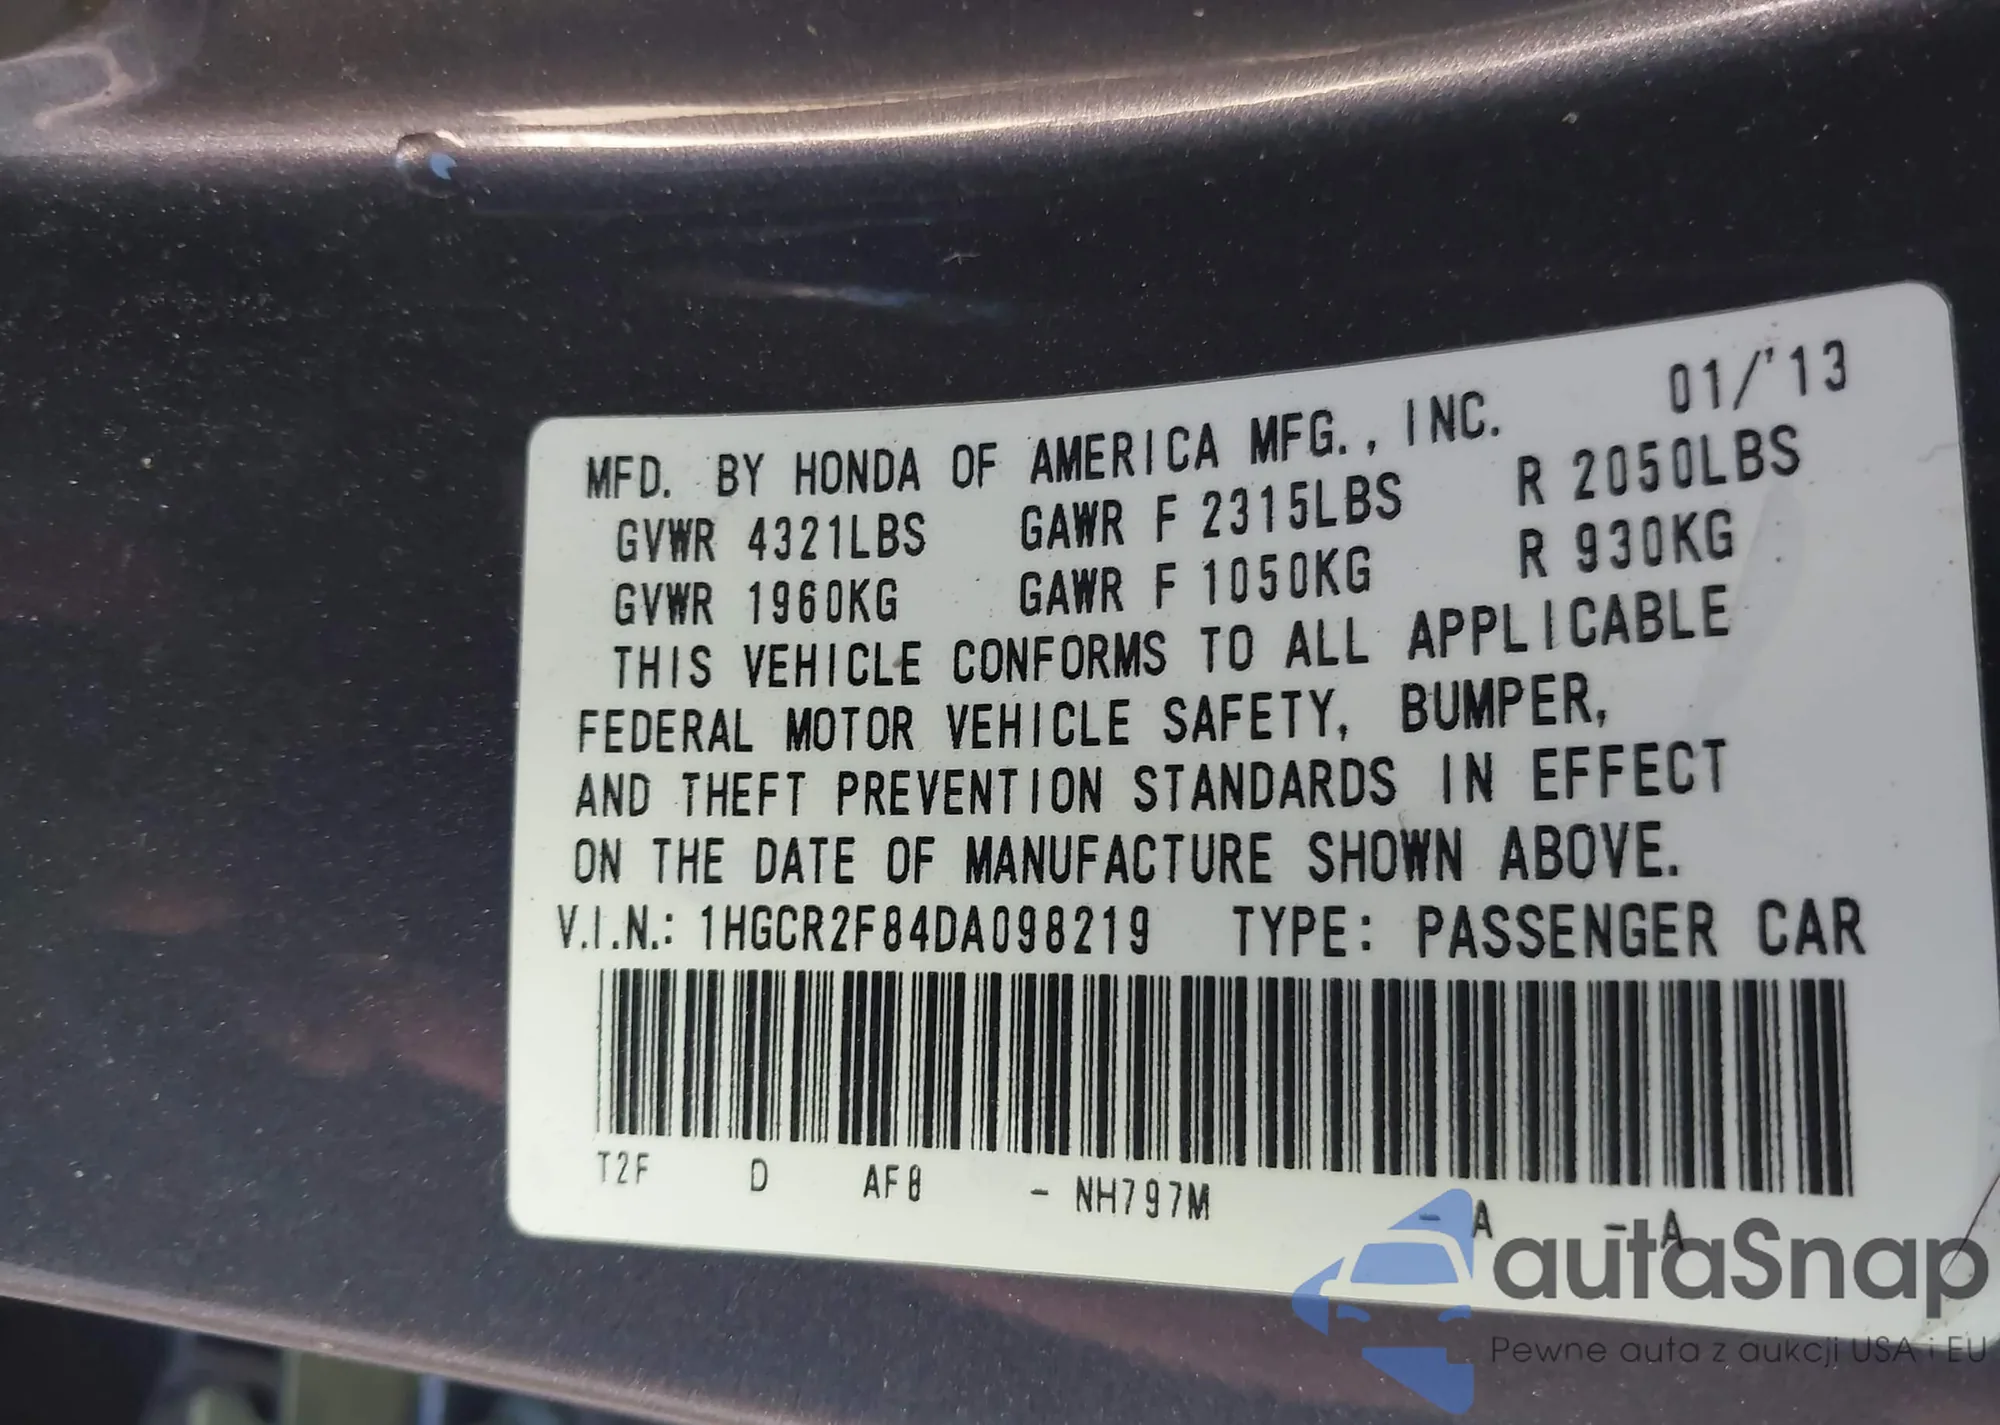 MFD. BY HONDA OF AMERICA MFG., INC. 01/'13
GVWR 4321LBS GAWR F 2315LBS R 2050LBS
GVWR 1960KG GAWR F 1050KG R 930KG
THIS VEHICLE CONFORMS TO ALL APPLICABLE
FEDERAL MOTOR VEHICLE SAFETY, BUMPER,
AND THEFT PREVENTION STANDARDS IN EFFECT
ON THE DATE OF MANUFACTURE SHOWN ABOVE.
V.I.N.: 1HGCR2F84DA098219 TYPE: PASSENGER CAR
T2F D AF8 - NH797M - A - A
autaSnap
Pewne auta z aukcji USA i EU